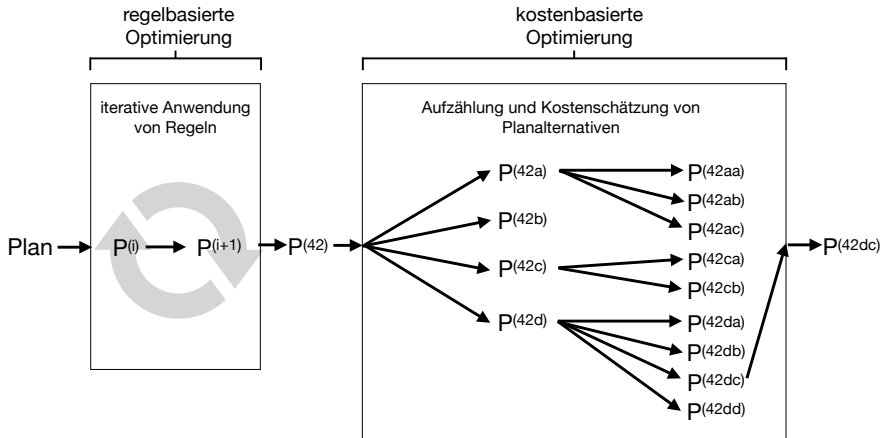 regelbasierte
Optimierung
kostenbasierte
Optimierung
iterative Anwendung
von Regeln
Aufzählung und Kostenschätzung von
Planalternativen
Plan
P(i)
P(i+1)
P(42)
P(42a)
P(42b)
P(42c)
P(42d)
P(42aa)
P(42ab)
P(42ac)
P(42ca)
P(42cb)
P(42da)
P(42db)
P(42dc)
P(42dd)
P(42dc)